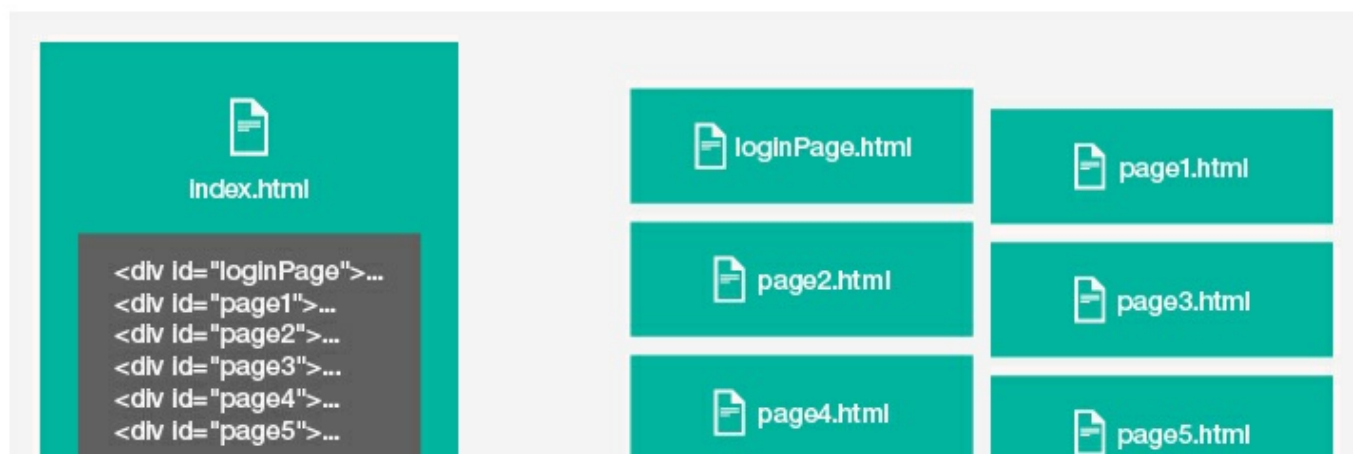 index.html
<div id="loginPage">...
<div id="page1">...
<div id="page2">...
<div id="page3">...
<div id="page4">...
<div id="page5">...
loginPage.html
page1.html
page2.html
page3.html
page4.html
page5.html